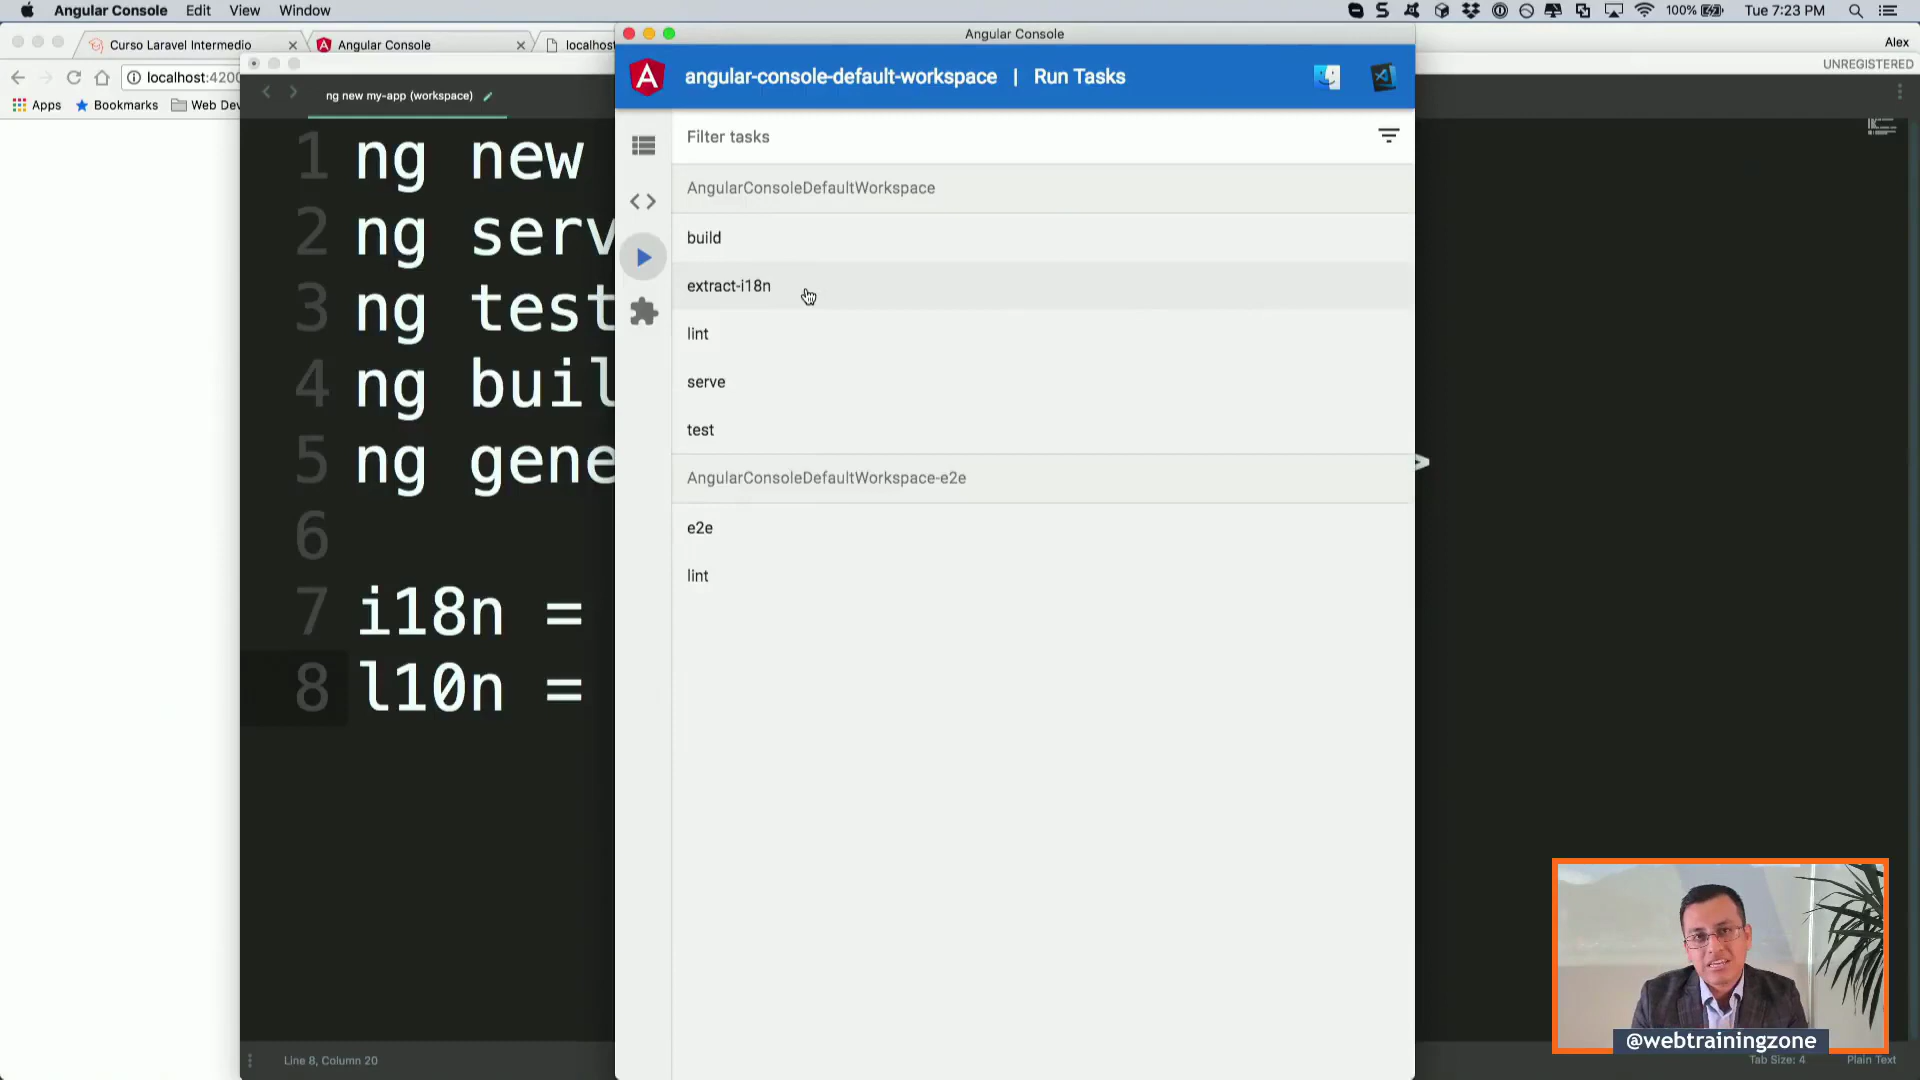 Angular Console Edit View Window
100% Tue 7:23 PM
Curso Laravel Intermedio
Angular Console
localhost
Alex
localhost:4200
Apps Bookmarks Web Dev
UNREGISTERED
ng new my-app (workspace)
1 ng new
2 ng serv
3 ng test
4 ng buil
5 ng gene
>
6
7 i18n =
8 l10n =
Line 8, Column 20
Tab Size: 4
Plain Text
Angular Console
angular-console-default-workspace | Run Tasks
Filter tasks
AngularConsoleDefaultWorkspace
build
extract-i18n
lint
serve
test
AngularConsoleDefaultWorkspace-e2e
e2e
lint
@webtrainingzone